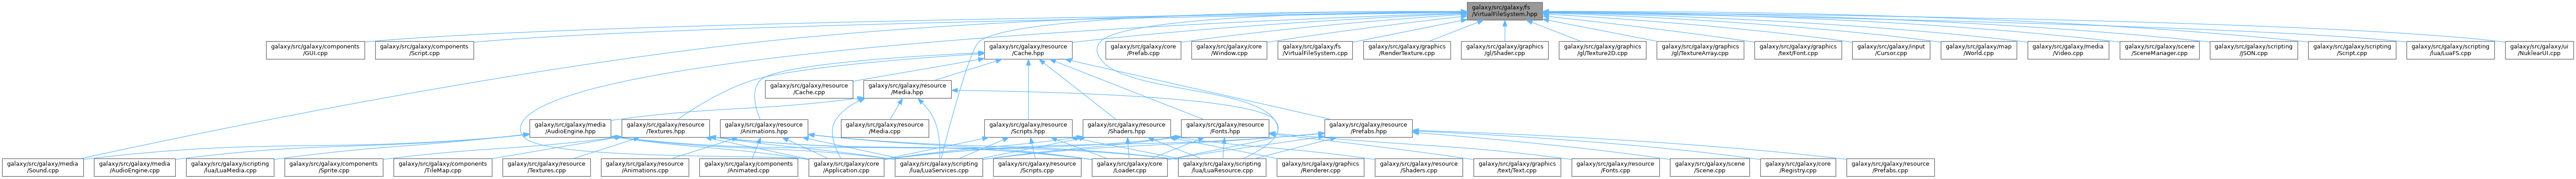 galaxy/src/galaxy/fs
/VirtualFileSystem.hpp
galaxy/src/galaxy/components
/GUI.cpp
galaxy/src/galaxy/components
/Script.cpp
galaxy/src/galaxy/resource
/Cache.hpp
galaxy/src/galaxy/core
/Prefab.cpp
galaxy/src/galaxy/core
/Window.cpp
galaxy/src/galaxy/fs
/VirtualFileSystem.cpp
galaxy/src/galaxy/graphics
/RenderTexture.cpp
galaxy/src/galaxy/graphics
/gl/Shader.cpp
galaxy/src/galaxy/graphics
/gl/Texture2D.cpp
galaxy/src/galaxy/graphics
/gl/TextureArray.cpp
galaxy/src/galaxy/graphics
/text/Font.cpp
galaxy/src/galaxy/input
/Cursor.cpp
galaxy/src/galaxy/map
/World.cpp
galaxy/src/galaxy/media
/Video.cpp
galaxy/src/galaxy/scene
/SceneManager.cpp
galaxy/src/galaxy/scripting
/JSON.cpp
galaxy/src/galaxy/scripting
/Script.cpp
galaxy/src/galaxy/scripting
/lua/LuaFS.cpp
galaxy/src/galaxy/ui
/NuklearUI.cpp
galaxy/src/galaxy/resource
/Cache.cpp
galaxy/src/galaxy/resource
/Media.hpp
galaxy/src/galaxy/media
/AudioEngine.hpp
galaxy/src/galaxy/resource
/Textures.hpp
galaxy/src/galaxy/resource
/Animations.hpp
galaxy/src/galaxy/resource
/Media.cpp
galaxy/src/galaxy/resource
/Scripts.hpp
galaxy/src/galaxy/resource
/Shaders.hpp
galaxy/src/galaxy/resource
/Fonts.hpp
galaxy/src/galaxy/resource
/Prefabs.hpp
galaxy/src/galaxy/media
/Sound.cpp
galaxy/src/galaxy/media
/AudioEngine.cpp
galaxy/src/galaxy/scripting
/lua/LuaMedia.cpp
galaxy/src/galaxy/components
/Sprite.cpp
galaxy/src/galaxy/components
/TileMap.cpp
galaxy/src/galaxy/resource
/Textures.cpp
galaxy/src/galaxy/resource
/Animations.cpp
galaxy/src/galaxy/components
/Animated.cpp
galaxy/src/galaxy/core
/Application.cpp
galaxy/src/galaxy/scripting
/lua/LuaServices.cpp
galaxy/src/galaxy/resource
/Scripts.cpp
galaxy/src/galaxy/core
/Loader.cpp
galaxy/src/galaxy/scripting
/lua/LuaResource.cpp
galaxy/src/galaxy/graphics
/Renderer.cpp
galaxy/src/galaxy/resource
/Shaders.cpp
galaxy/src/galaxy/graphics
/text/Text.cpp
galaxy/src/galaxy/resource
/Fonts.cpp
galaxy/src/galaxy/scene
/Scene.cpp
galaxy/src/galaxy/core
/Registry.cpp
galaxy/src/galaxy/resource
/Prefabs.cpp